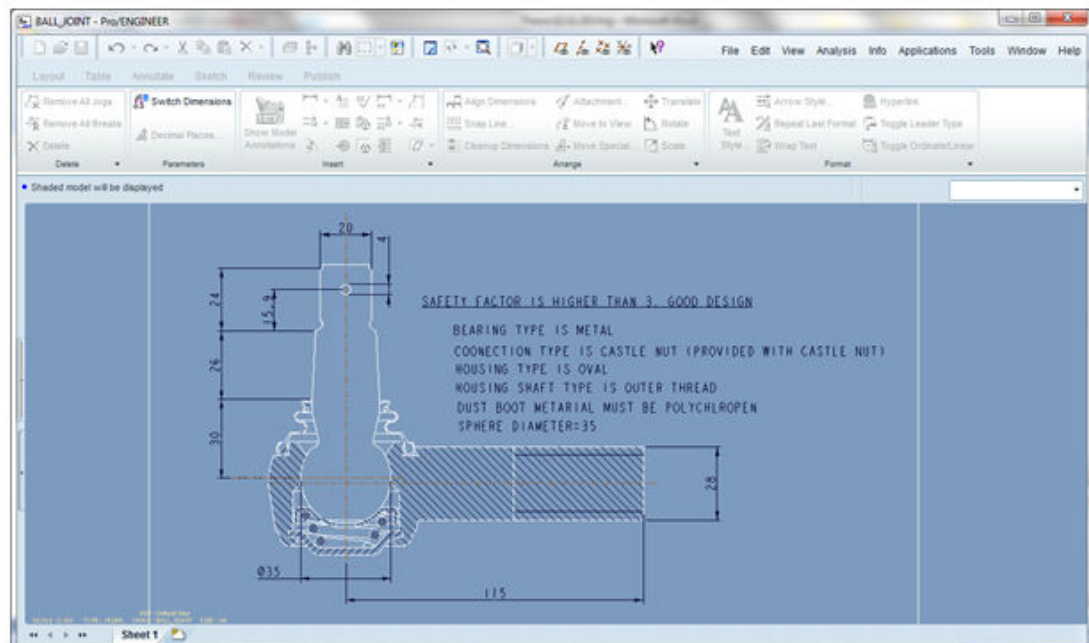 BALL_JOINT - Pro/ENGINEER
File Edit View Analysis Info Applications Tools Window Help
Layout Table Annotate Sketch Review Publish
Remove All Jogs
Remove All Breaks
Delete
Delete
Switch Dimensions
Decimal Places...
Parameters
Show Model Annotations
Insert
Align Dimensions
Snap Line...
Cleanup Dimensions
Attachment...
Move to View
Move Special...
Translate
Rotate
Scale
Arrange
Text Style...
Arrow Style...
Repeat Last Format
Wrap Text
Hyperlink
Toggle Leader Type
Toggle Ordinate/Linear
Format
Shaded model will be displayed
20
4
24
15.9
SAFETY FACTOR IS HIGHER THAN 3. GOOD DESIGN
BEARING TYPE IS METAL
COONECTION TYPE IS CASTLE NUT (PROVIDED WITH CASTLE NUT)
HOUSING TYPE IS OVAL
HOUSING SHAFT TYPE IS OUTER THREAD
DUST BOOT METARIAL MUST BE POLYCHLROPEN
SPHERE DIAMETER=35
26
30
28
Ø35
115
Sheet 1